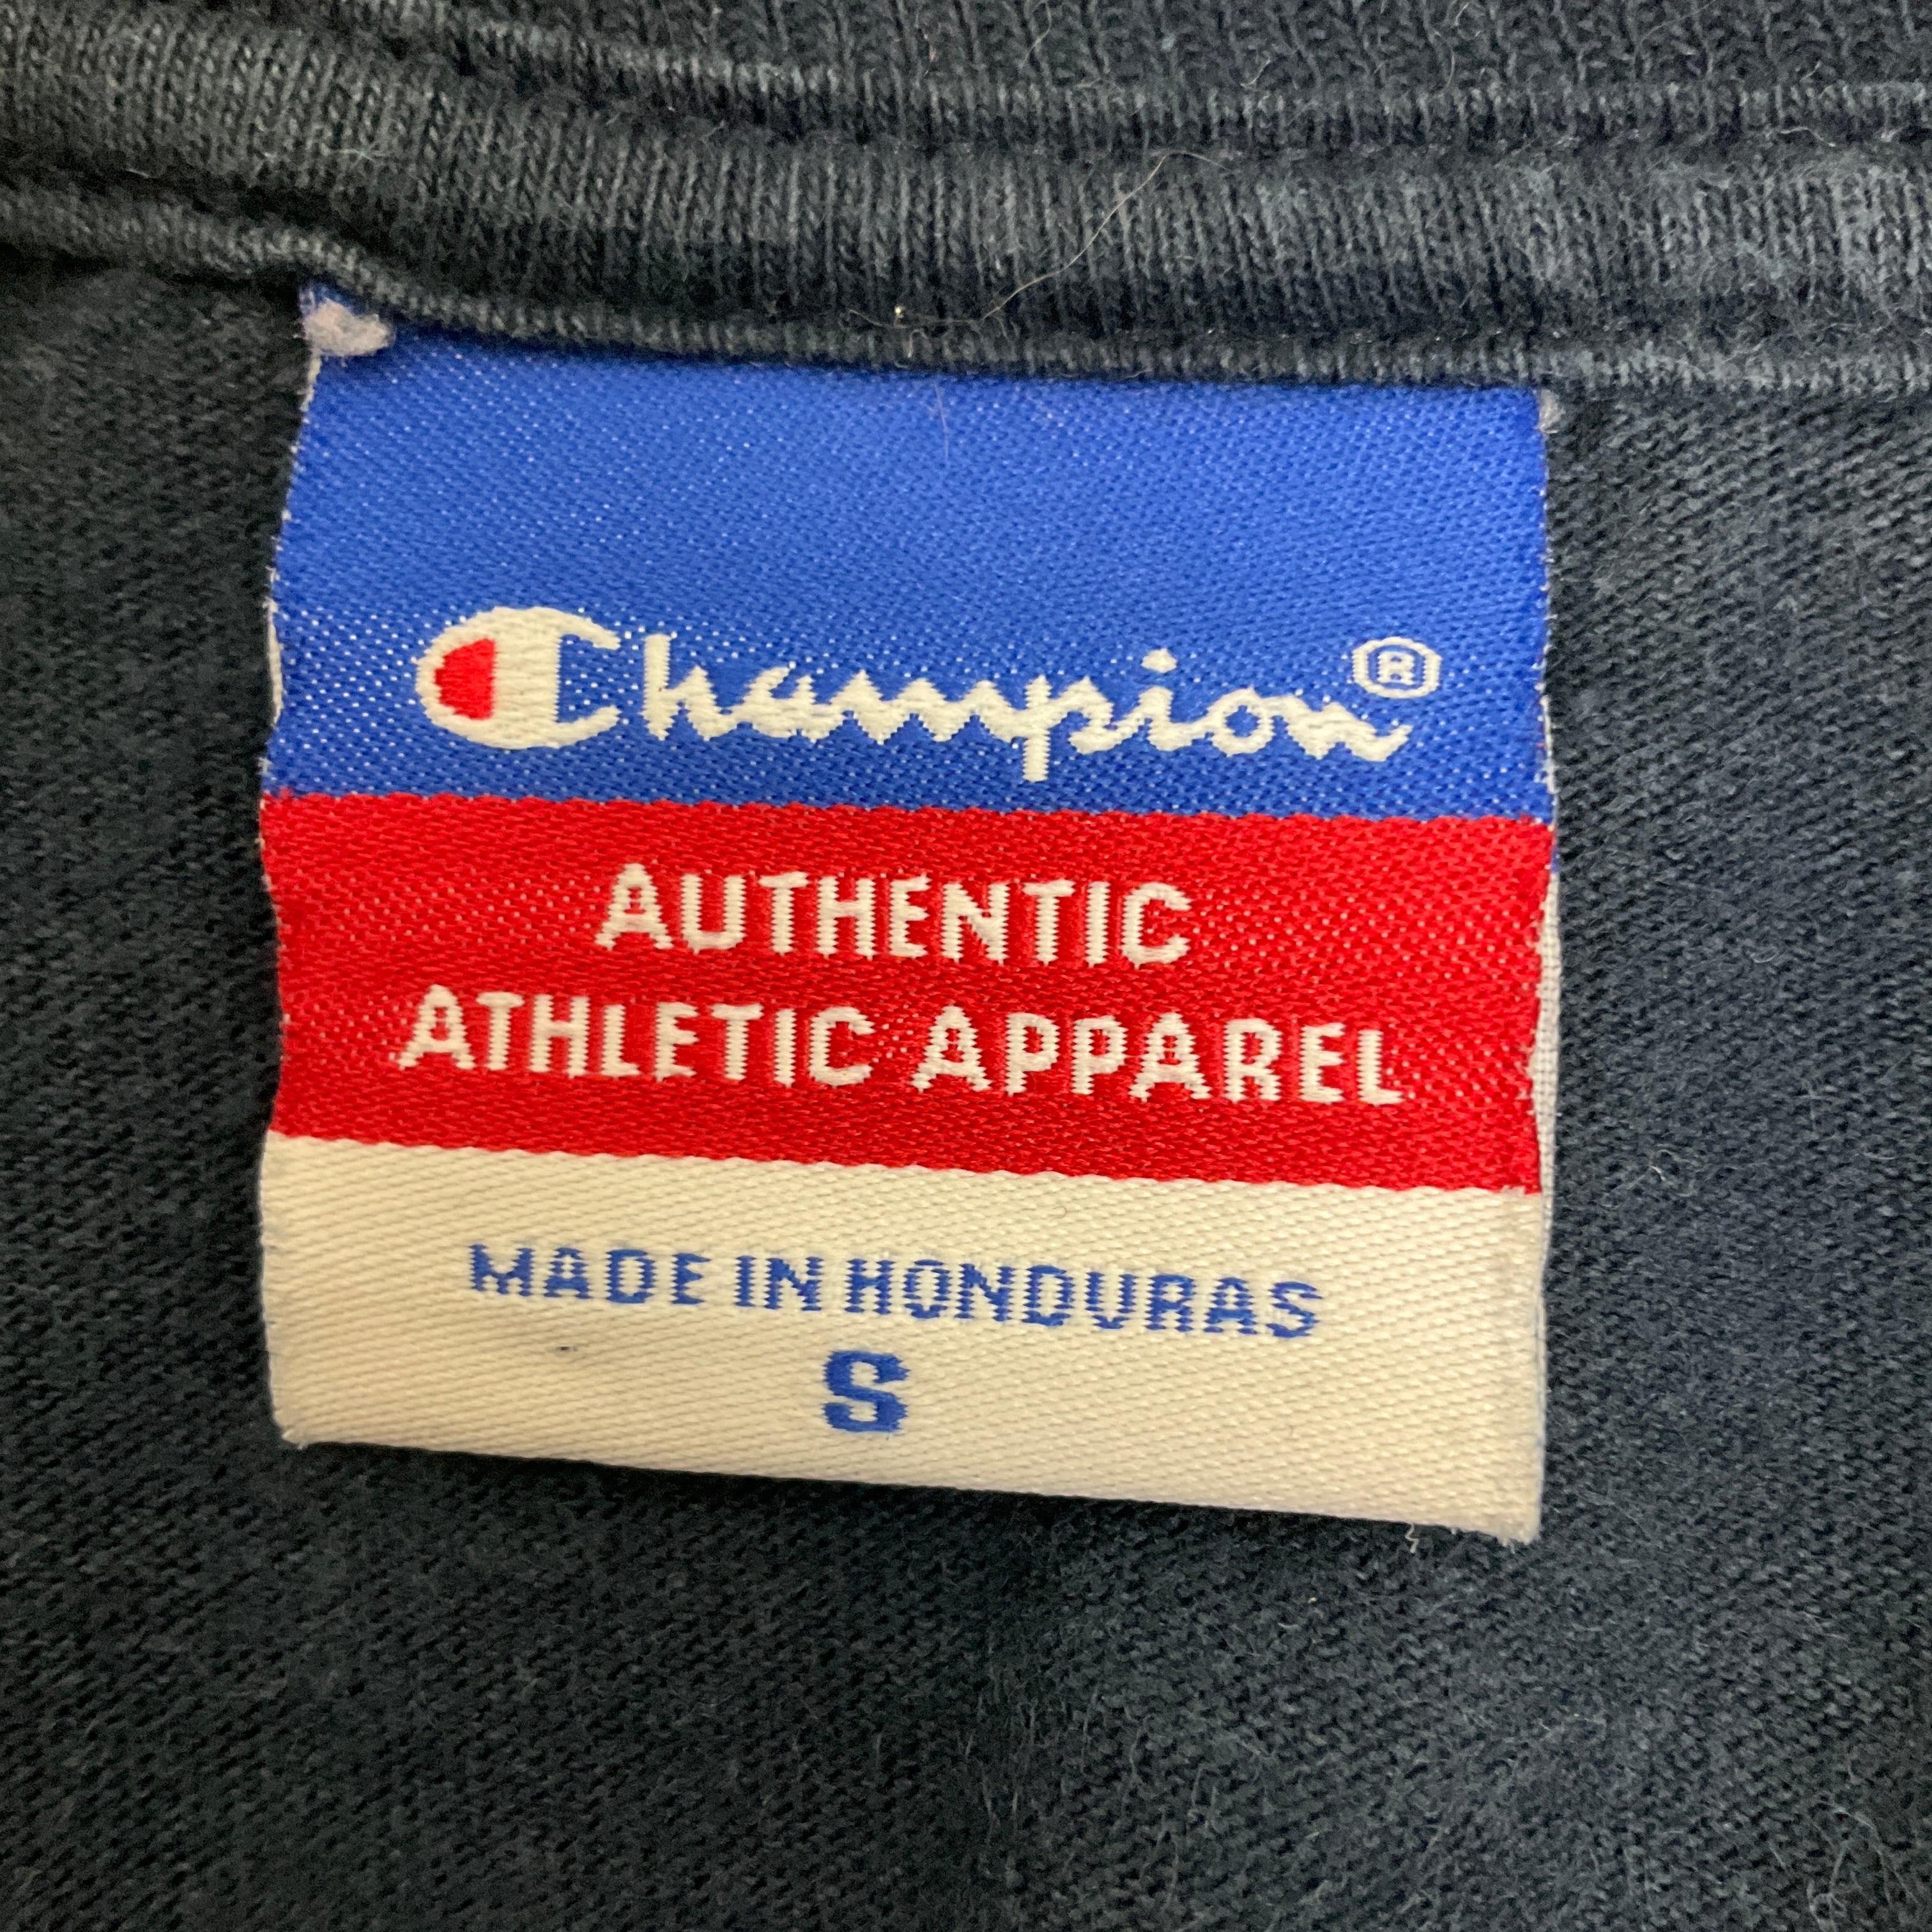 Champion®
AUTHENTIC
ATHLETIC APPAREL
MADE IN HONDURAS
S